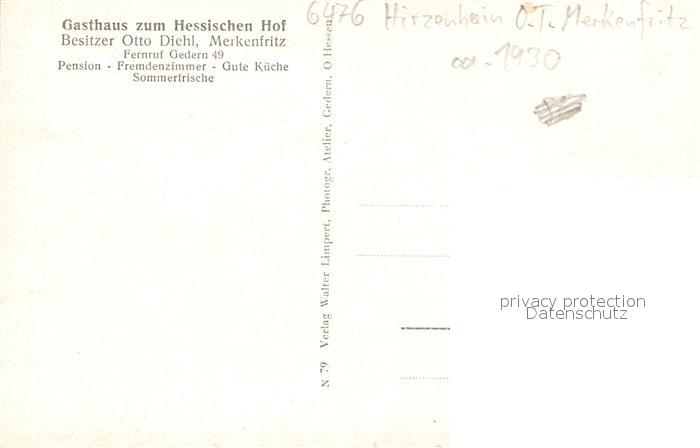 Gasthaus zum Hessischen Hof
Besitzer Otto Diehl, Merkenfritz
Fernruf Gedern 49
Pension - Fremdenzimmer - Gute Küche
Sommerfrische
6476 Hirzenhain O.T. Merkenfritz
ca. 1930
N 79 Verlag Walter Limpert, Photogr. Atelier, Gedern, O Hessen
privacy protection
Datenschutz